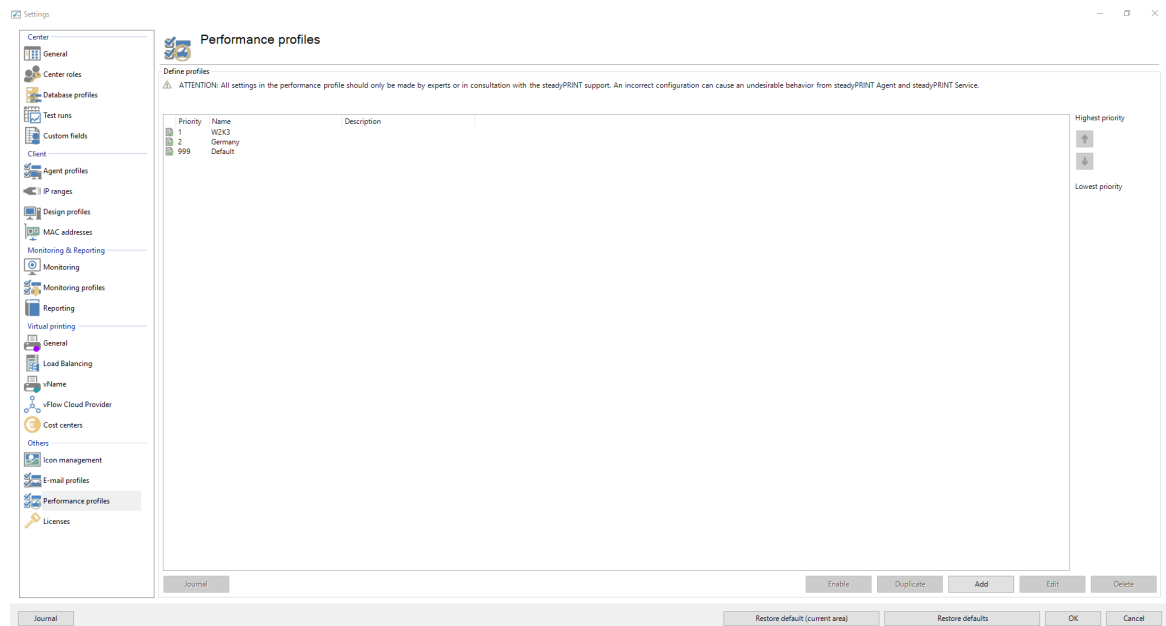 Settings
Center
General
Center roles
Database profiles
Test runs
Custom fields
Client
Agent profiles
IP ranges
Design profiles
MAC addresses
Monitoring & Reporting
Monitoring
Monitoring profiles
Reporting
Virtual printing
General
Load Balancing
vName
vFlow Cloud Provider
Cost centers
Others
Icon management
E-mail profiles
Performance profiles
Licenses
Performance profiles
Define profiles
ATTENTION: All settings in the performance profile should only be made by experts or in consultation with the steadyPRINT support. An incorrect configuration can cause an undesirable behavior from steadyPRINT Agent and steadyPRINT Service.
Priority Name Description
1 W2K3
2 Germany
999 Default
Highest priority
Lowest priority
Journal Enable Duplicate Add Edit Delete
Journal Restore default (current area) Restore defaults OK Cancel